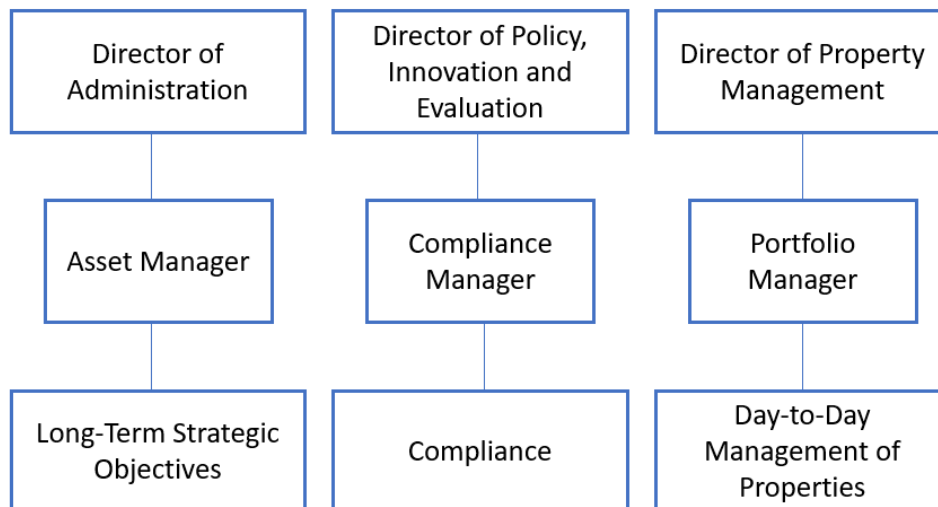 Director of
Administration
Director of Policy,
Innovation and
Evaluation
Director of Property
Management
Asset Manager
Compliance
Manager
Portfolio
Manager
Long-Term Strategic
Objectives
Compliance
Day-to-Day
Management of
Properties